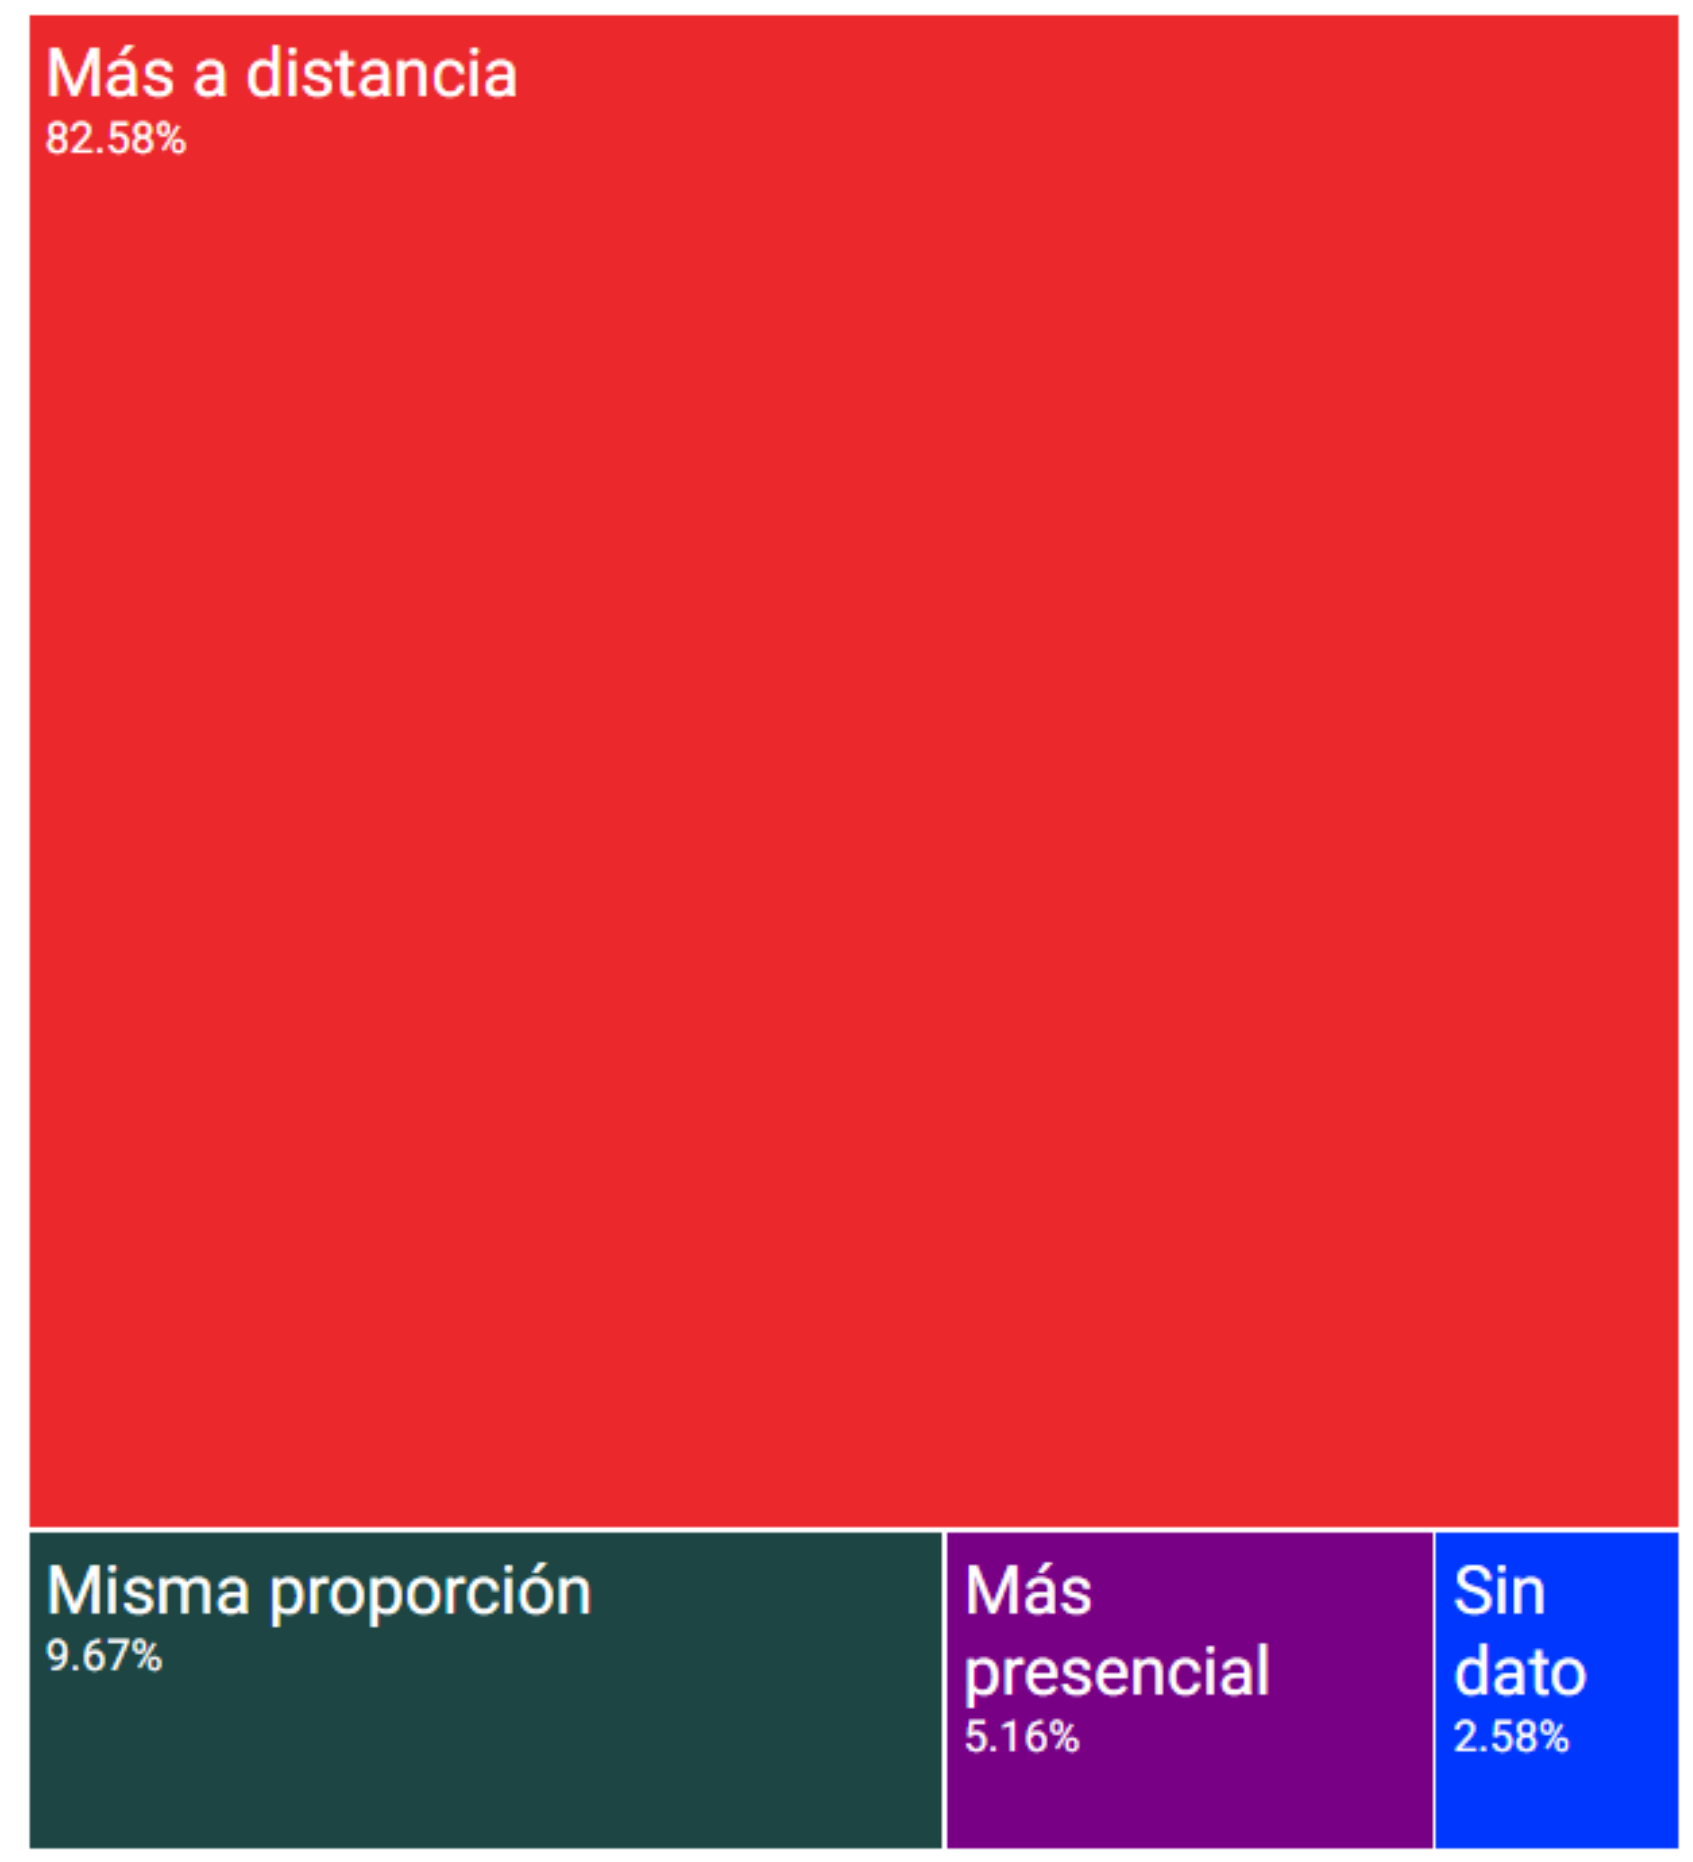 Más a distancia
82.58%
Misma proporción
9.67%
Más
presencial
5.16%
Sin
dato
2.58%